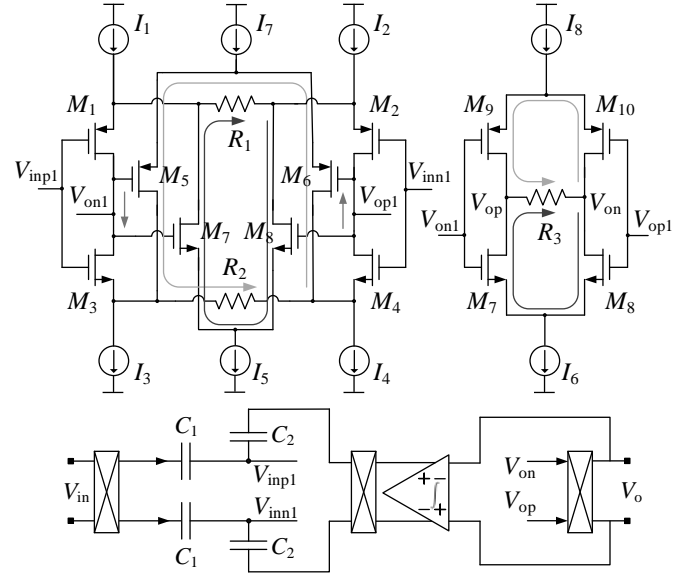 I1 I7 I2 I8
M1 M2 M9 M10
R1
Vinp1 M5 M6 Vinn1
Von1 Vop1 Vop Von
Von1 Vop1
M7 M8 R3
R2
M3 M4 M7 M8
I3 I5 I4 I6
C1 C2
Vinp1 Von
Vin + − ∫ Vo
Vinn1 − + Vop
C1 C2